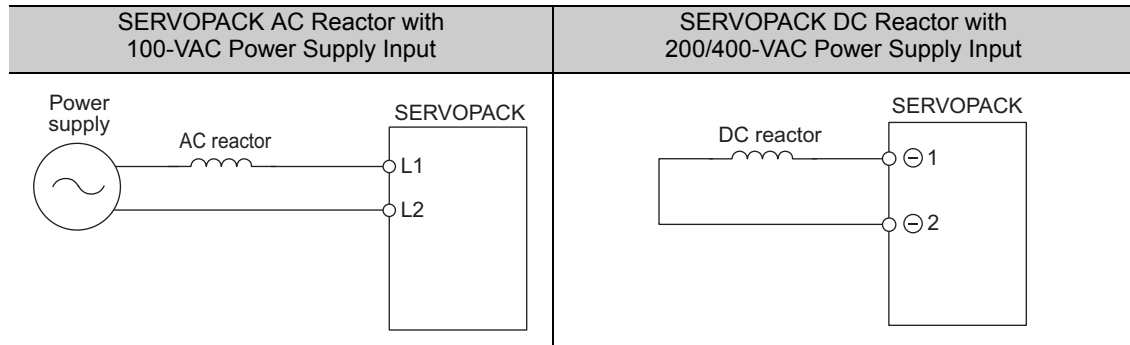 SERVOPACK AC Reactor with
100-VAC Power Supply Input
SERVOPACK DC Reactor with
200/400-VAC Power Supply Input
Power
supply
AC reactor
SERVOPACK
L1
L2
DC reactor
SERVOPACK
⊖ 1
⊖ 2